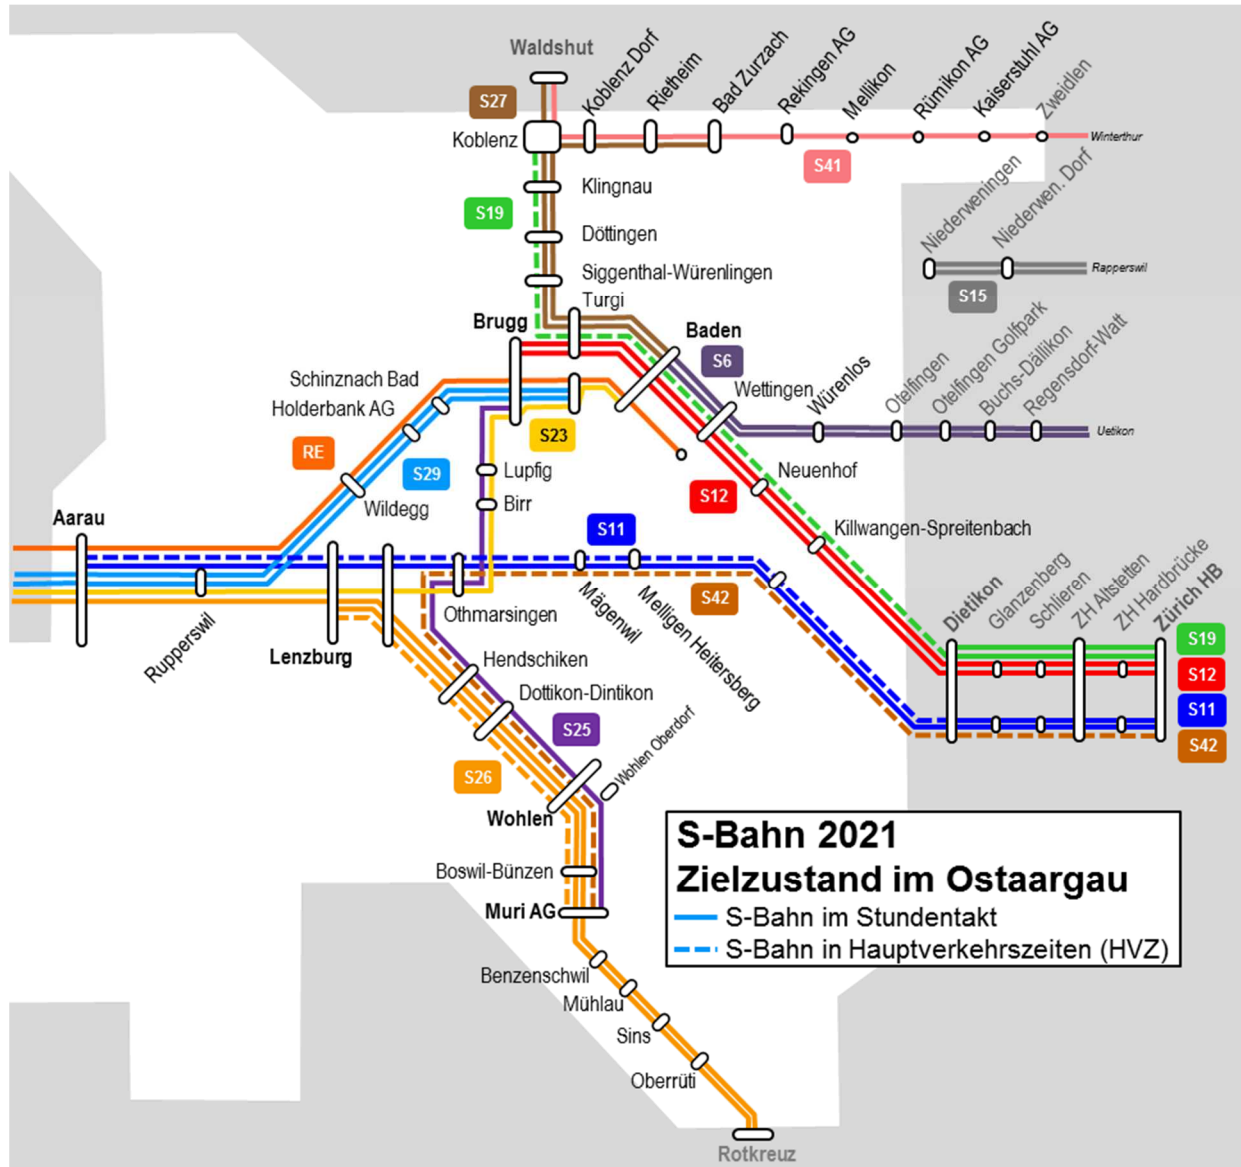 Waldshut
Koblenz Dorf
Rietheim
Bad Zurzach
Rekingen AG
Mellikon
Rümikon AG
Kaiserstuhl AG
Zweidlen
S27
Koblenz
Winterthur
S41
Klingnau
S19
Döttingen
Niederweningen
Niederwen. Dorf
Siggenthal-Würenlingen
Rapperswil
S15
Turgi
Brugg
Baden
S6
Schinznach Bad
Wettingen
Würenlos
Otelfingen
Otelfingen Golfpark
Buchs-Dällikon
Regensdorf-Watt
Holderbank AG
Uetikon
S23
RE
S29
Lupfig
Neuenhof
S12
Wildegg
Birr
Aarau
S11
Killwangen-Spreitenbach
Othmarsingen
Mägenwil
Melligen Heitersberg
S42
Dietikon
Glanzenberg
Schlieren
ZH Altstetten
ZH Hardbrücke
Zürich HB
Rupperswil
Lenzburg
Hendschiken
S19
S12
Dottikon-Dintikon
S11
S25
S42
Wohlen Oberdorf
S26
Wohlen
S-Bahn 2021
Zielzustand im Ostaargau
S-Bahn im Stundentakt
S-Bahn in Hauptverkehrszeiten (HVZ)
Boswil-Bünzen
Muri AG
Benzenschwil
Mühlau
Sins
Oberrüti
Rotkreuz